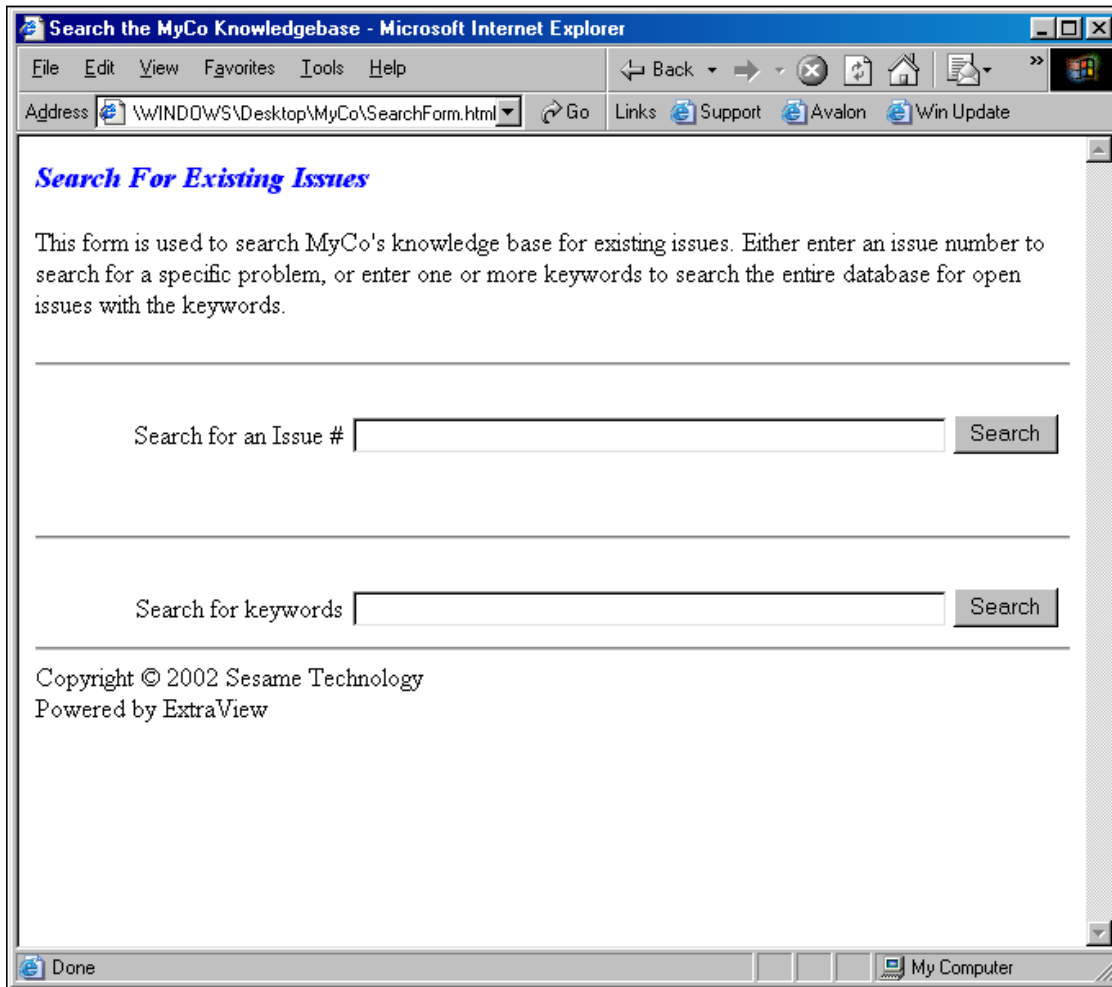 Search the MyCo Knowledgebase - Microsoft Internet Explorer
File Edit View Favorites Tools Help
Back
»
Address \WINDOWS\Desktop\MyCo\SearchForm.html Go Links Support Avalon Win Update
Search For Existing Issues
This form is used to search MyCo's knowledge base for existing issues. Either enter an issue number to
search for a specific problem, or enter one or more keywords to search the entire database for open
issues with the keywords.
Search for an Issue # Search
Search for keywords Search
Copyright © 2002 Sesame Technology
Powered by ExtraView
Done My Computer